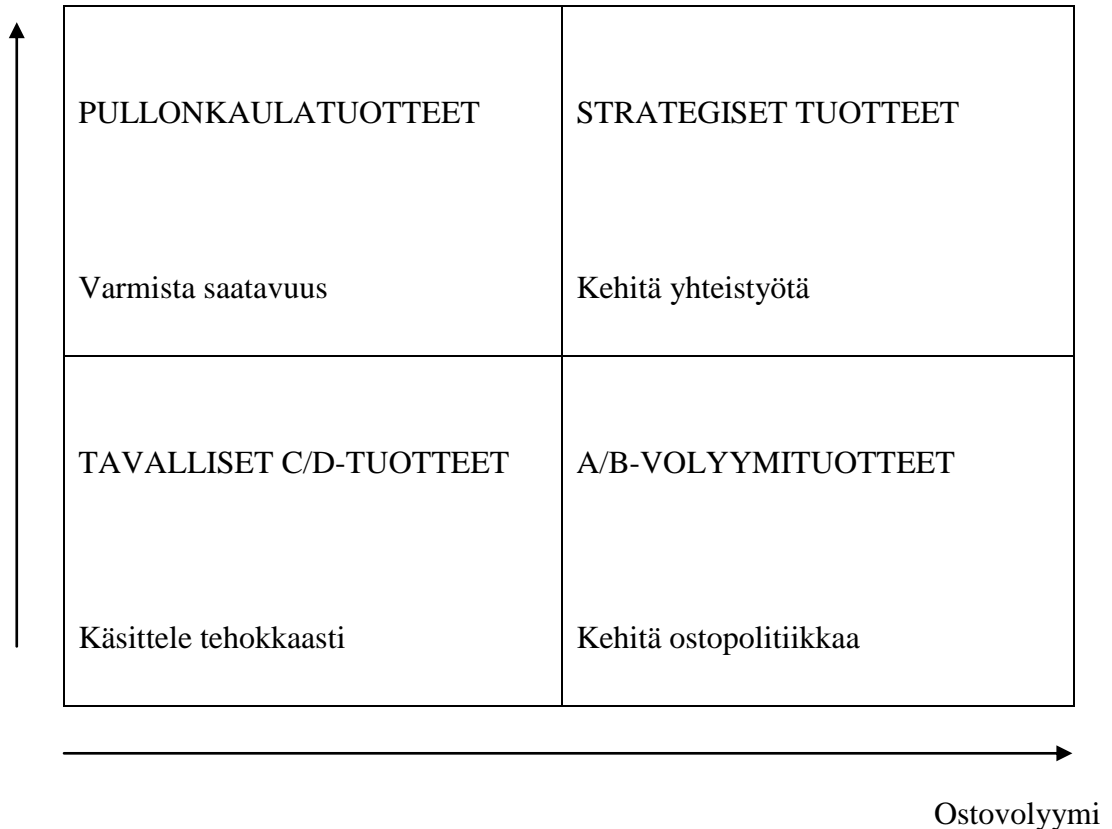 PULLONKAULATUOTTEET
Varmista saatavuus
STRATEGISET TUOTTEET
Kehitä yhteistyötä
TAVALLISET C/D-TUOTTEET
Käsittele tehokkaasti
A/B-VOLYYMITUOTTEET
Kehitä ostopolitiikkaa
Ostovolyymi